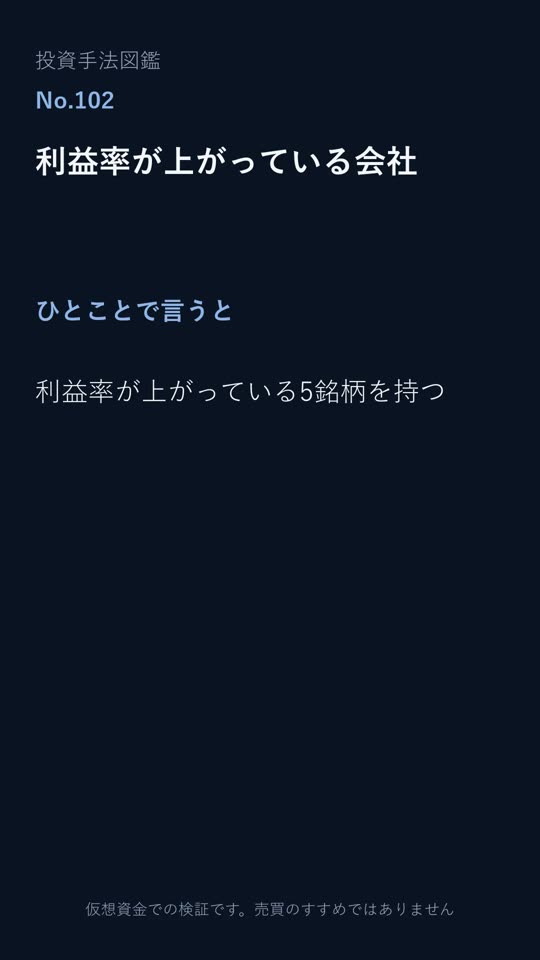 投資手法図鑑
No.102
利益率が上がっている会社
ひとことで言うと
利益率が上がっている5銘柄を持つ
仮想資金での検証です。売買のすすめではありません